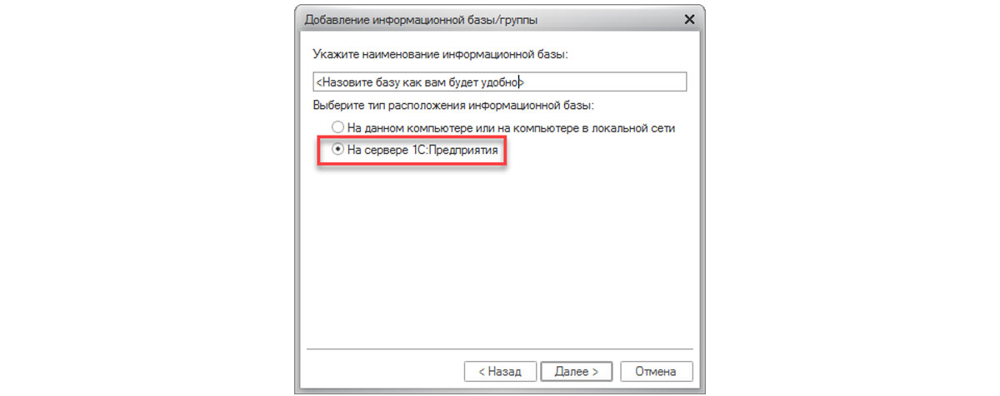 Добавление информационной базы/группы
Укажите наименование информационной базы:
<Назовите базу как вам будет удобно>
Выберите тип расположения информационной базы:
На данном компьютере или на компьютере в локальной сети
На сервере 1С:Предприятия
< Назад
Далее >
Отмена